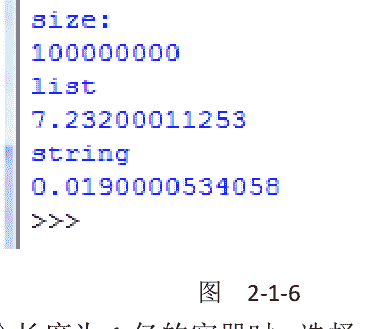 size:
100000000
list
7.23200011253
string
0.0190000534058
>>>
图 2-1-6